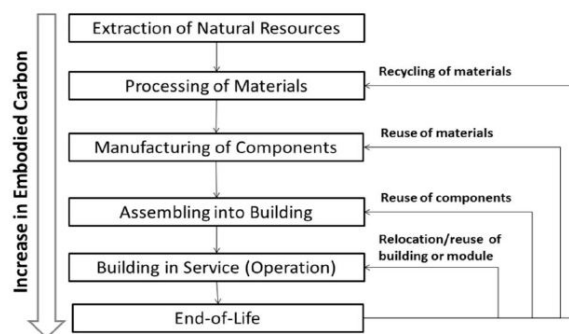 Increase in Embodied Carbon
Extraction of Natural Resources
Processing of Materials
Recycling of materials
Manufacturing of Components
Reuse of materials
Assembling into Building
Reuse of components
Building in Service (Operation)
Relocation/reuse of
building or module
End-of-Life